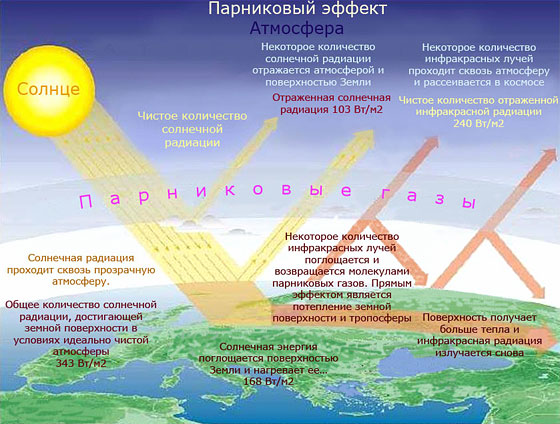 Парниковый эффект
Атмосфера
Солнце
Некоторое количество
солнечной радиации
отражается атмосферой и
поверхностью Земли
Отраженная солнечная
радиация 103 Вт/м2
Некоторое количество
инфракрасных лучей
проходит сквозь атмосферу
и рассеивается в космосе
Чистое количество отраженной
инфракрасной радиации
240 Вт/м2
Чистое количество
солнечной
радиации
Парниковые газы
Солнечная радиация
проходит сквозь прозрачную
атмосферу.
Общее количество солнечной
радиации, достигающей
земной поверхности в
условиях идеально чистой
атмосферы
343 Вт/м2
Некоторое количество
инфракрасных лучей
поглощается и
возвращается молекулами
парниковых газов. Прямым
эффектом является
потепление земной
поверхности и тропосферы
Солнечная энергия
поглощается поверхностью
Земли и нагревает ее...
168 Вт/м2
Поверхность получает
больше тепла и
инфракрасная радиация
излучается снова